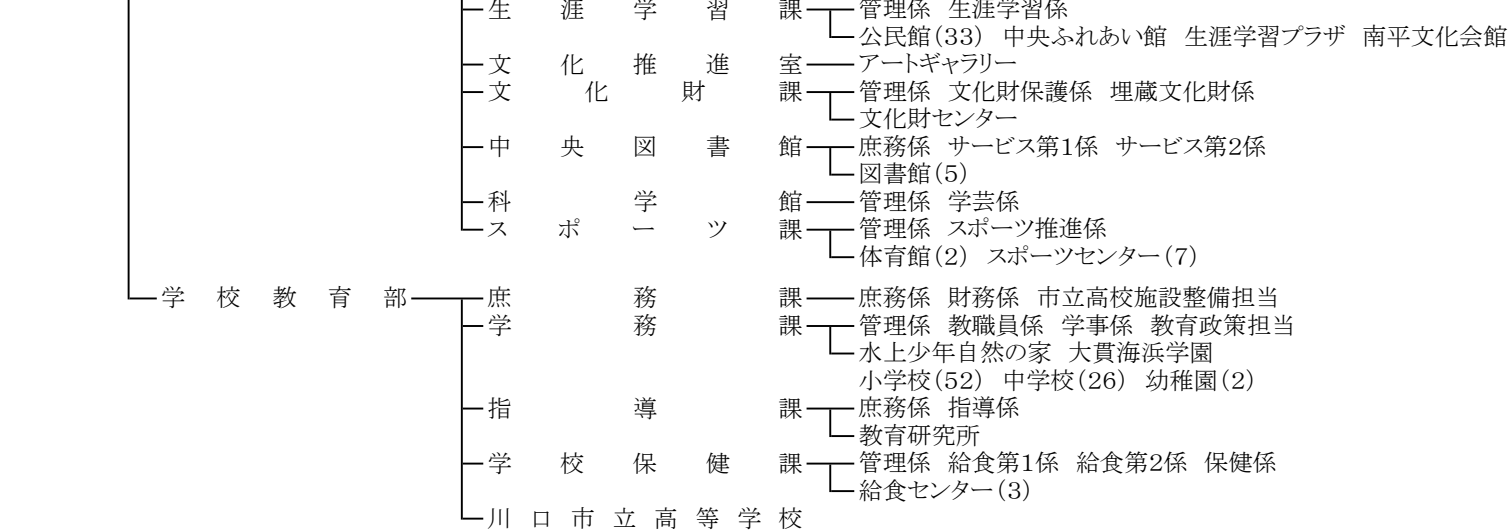 生涯学習課 管理係 生涯学習係
公民館(33) 中央ふれあい館 生涯学習プラザ 南平文化会館
文化推進室 アートギャラリー
文化財課 管理係 文化財保護係 埋蔵文化財係
文化財センター
中央図書館 庶務係 サービス第1係 サービス第2係
図書館(5)
科学館 管理係 学芸係
スポーツ課 管理係 スポーツ推進係
体育館(2) スポーツセンター(7)
学校教育部 庶務課 庶務係 財務係 市立高校施設整備担当
学務課 管理係 教職員係 学事係 教育政策担当
水上少年自然の家 大貫海浜学園
小学校(52) 中学校(26) 幼稚園(2)
指導課 庶務係 指導係
教育研究所
学校保健課 管理係 給食第1係 給食第2係 保健係
給食センター(3)
川口市立高等学校